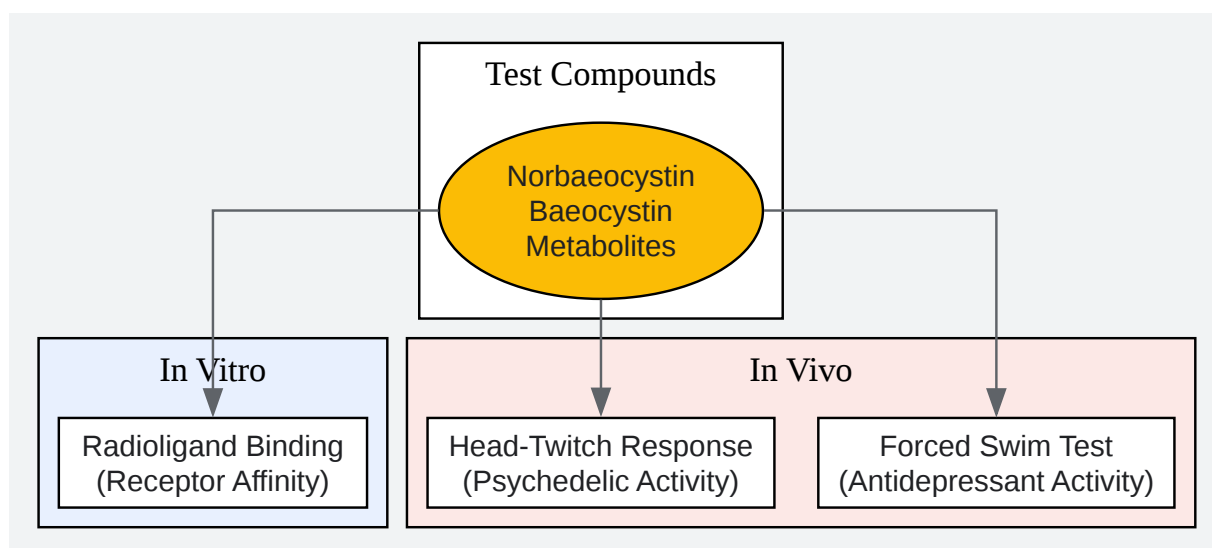 Test Compounds
Norbaeocystin
Baeocystin
Metabolites
In Vitro
Radioligand Binding
(Receptor Affinity)
In Vivo
Head-Twitch Response
(Psychedelic Activity)
Forced Swim Test
(Antidepressant Activity)